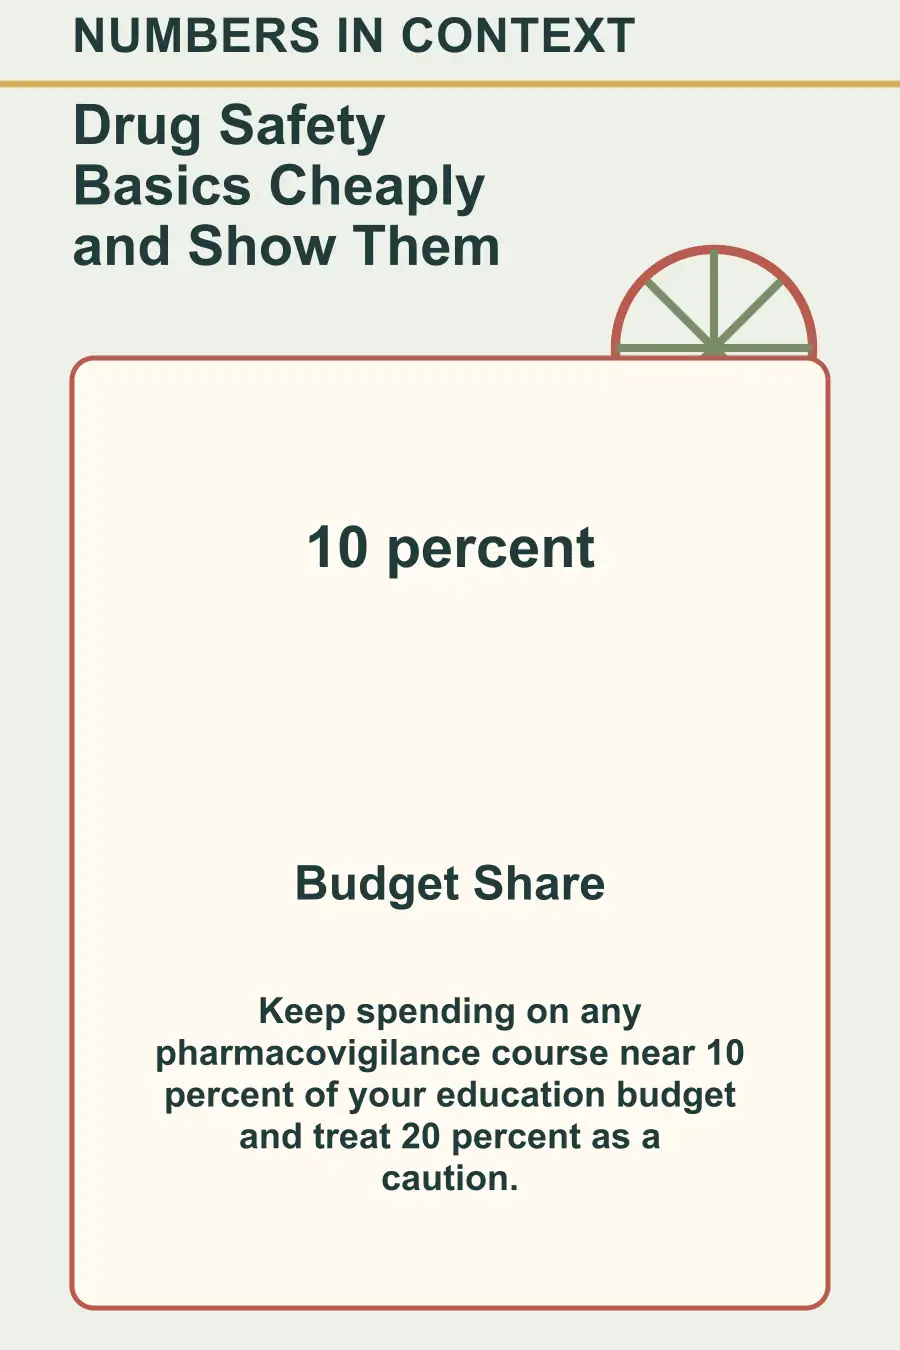 NUMBERS IN CONTEXT
Drug Safety
Basics Cheaply
and Show Them
10 percent
Budget Share
Keep spending on any
pharmacovigilance course near 10
percent of your education budget
and treat 20 percent as a
caution.